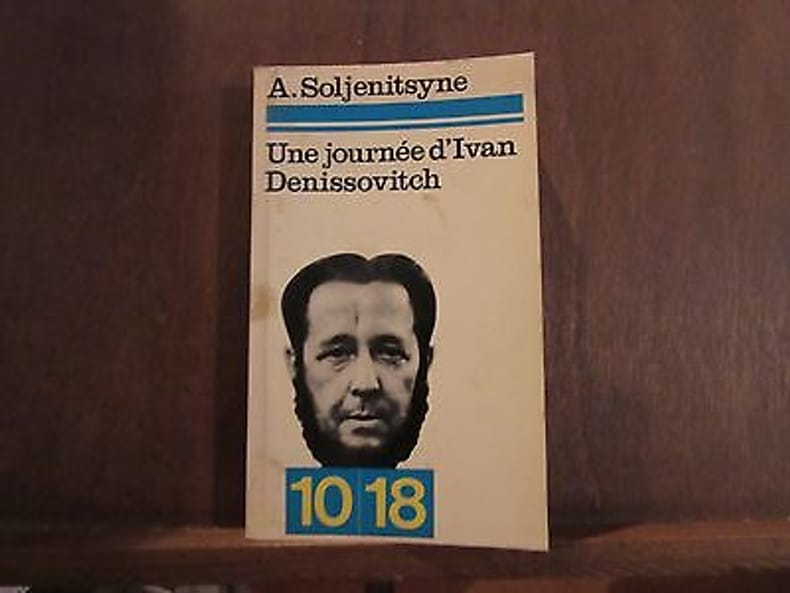 A. Soljenitsyne
Une journée d'Ivan
Denissovitch
10 18